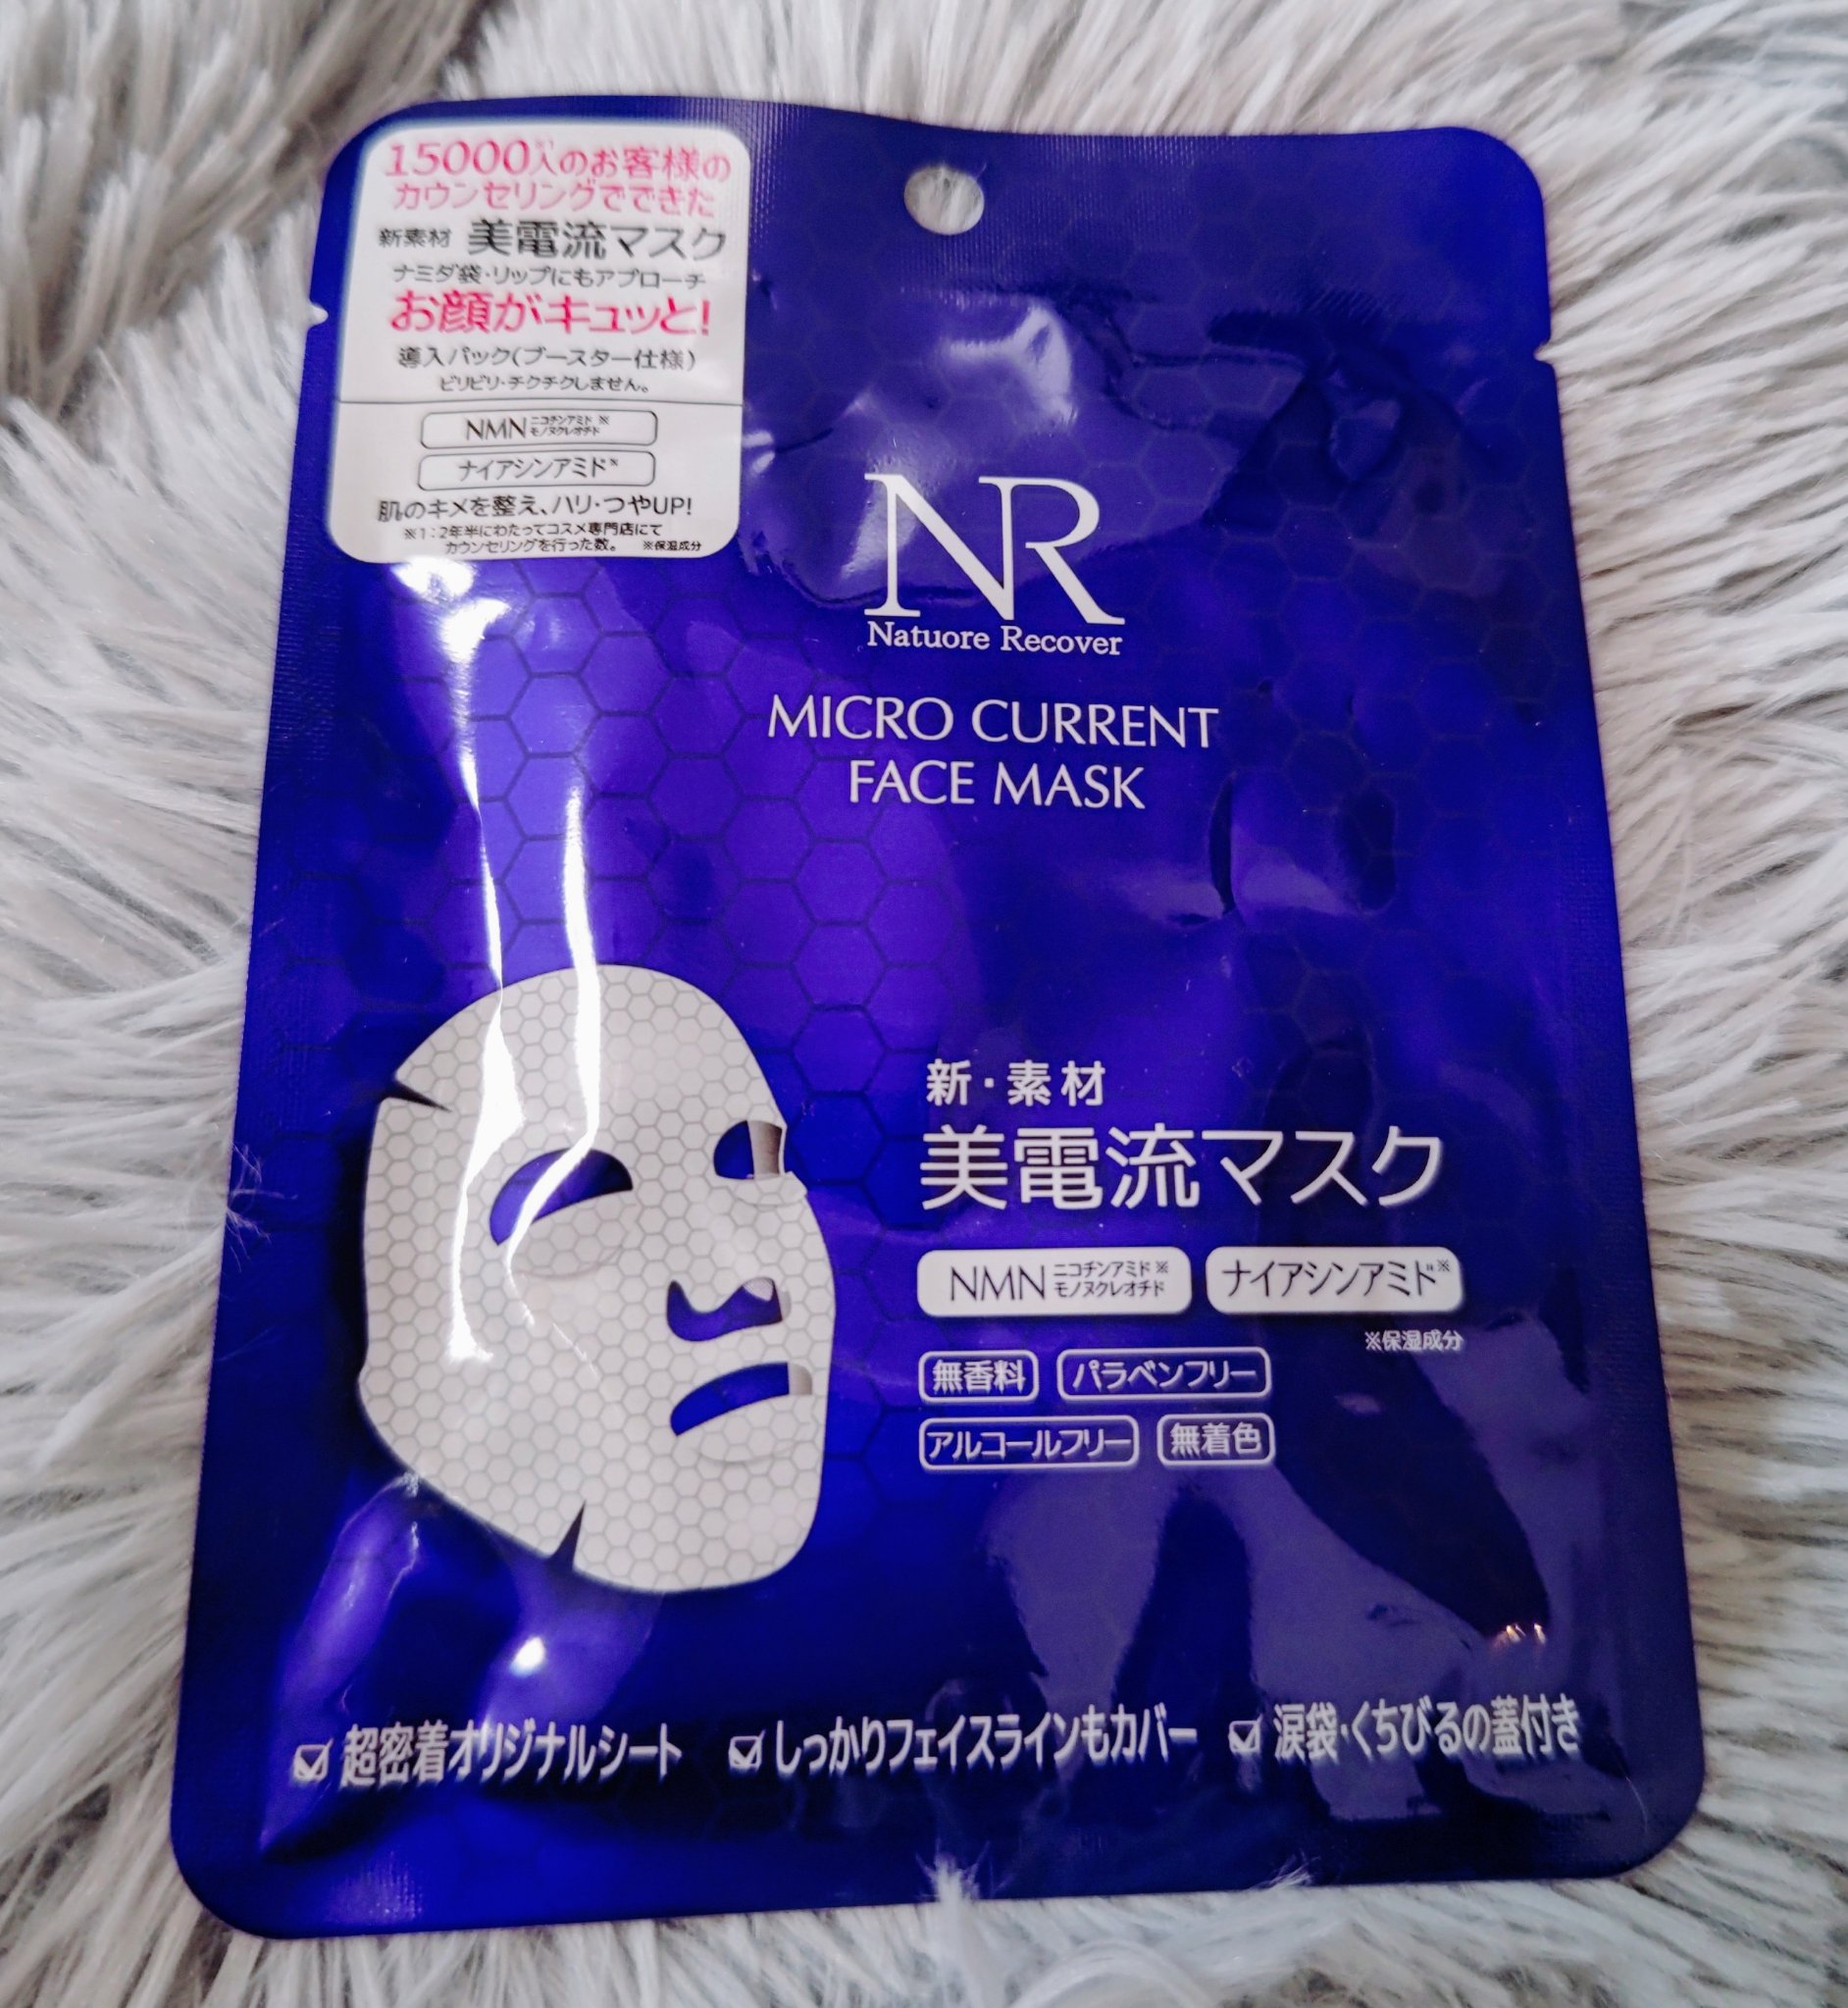 15000※1人のお客様の
カウンセリングでできた
新素材 美電流マスク
ナミダ袋・リップにもアプローチ
お顔がキュッと!
導入パック(ブースター仕様)
ビリビリ・チクチクしません。
NMN ニコチンアミド※
モノヌクレオチド
ナイアシンアミド※
肌のキメを整え、ハリ・つやUP!
※1:2年半にわたってコスメ専門店にて
カウンセリングを行った数。 ※保湿成分
NR
Natuore Recover
MICRO CURRENT
FACE MASK
新・素材
美電流マスク
NMN ニコチンアミド※
モノヌクレオチド
ナイアシンアミド※
※保湿成分
無香料 パラベンフリー
アルコールフリー 無着色
超密着オリジナルシート しっかりフェイスラインもカバー 涙袋・くちびるの蓋付き